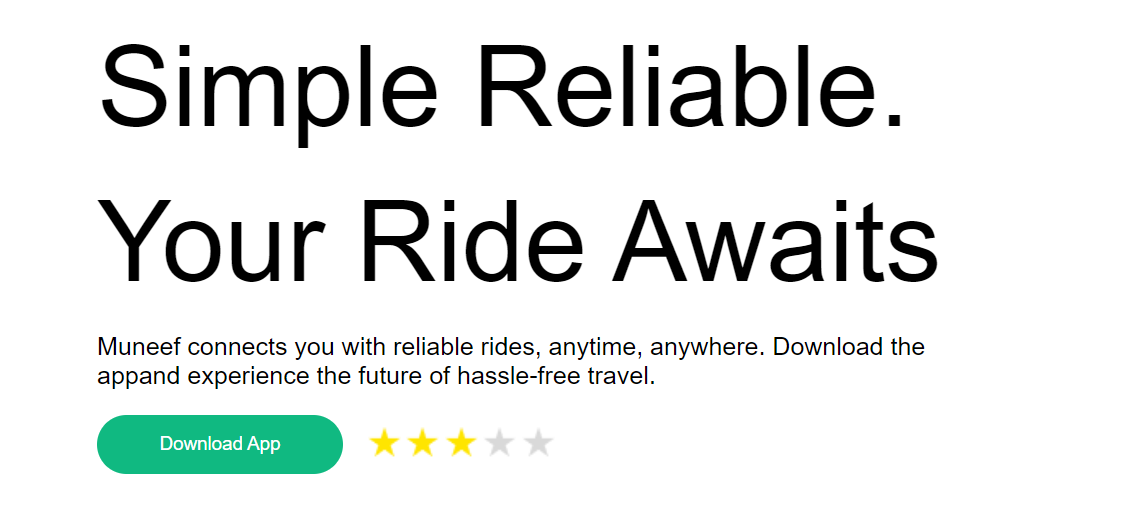 Simple Reliable.
Your Ride Awaits
Muneef connects you with reliable rides, anytime, anywhere. Download the
appand experience the future of hassle-free travel.
Download App